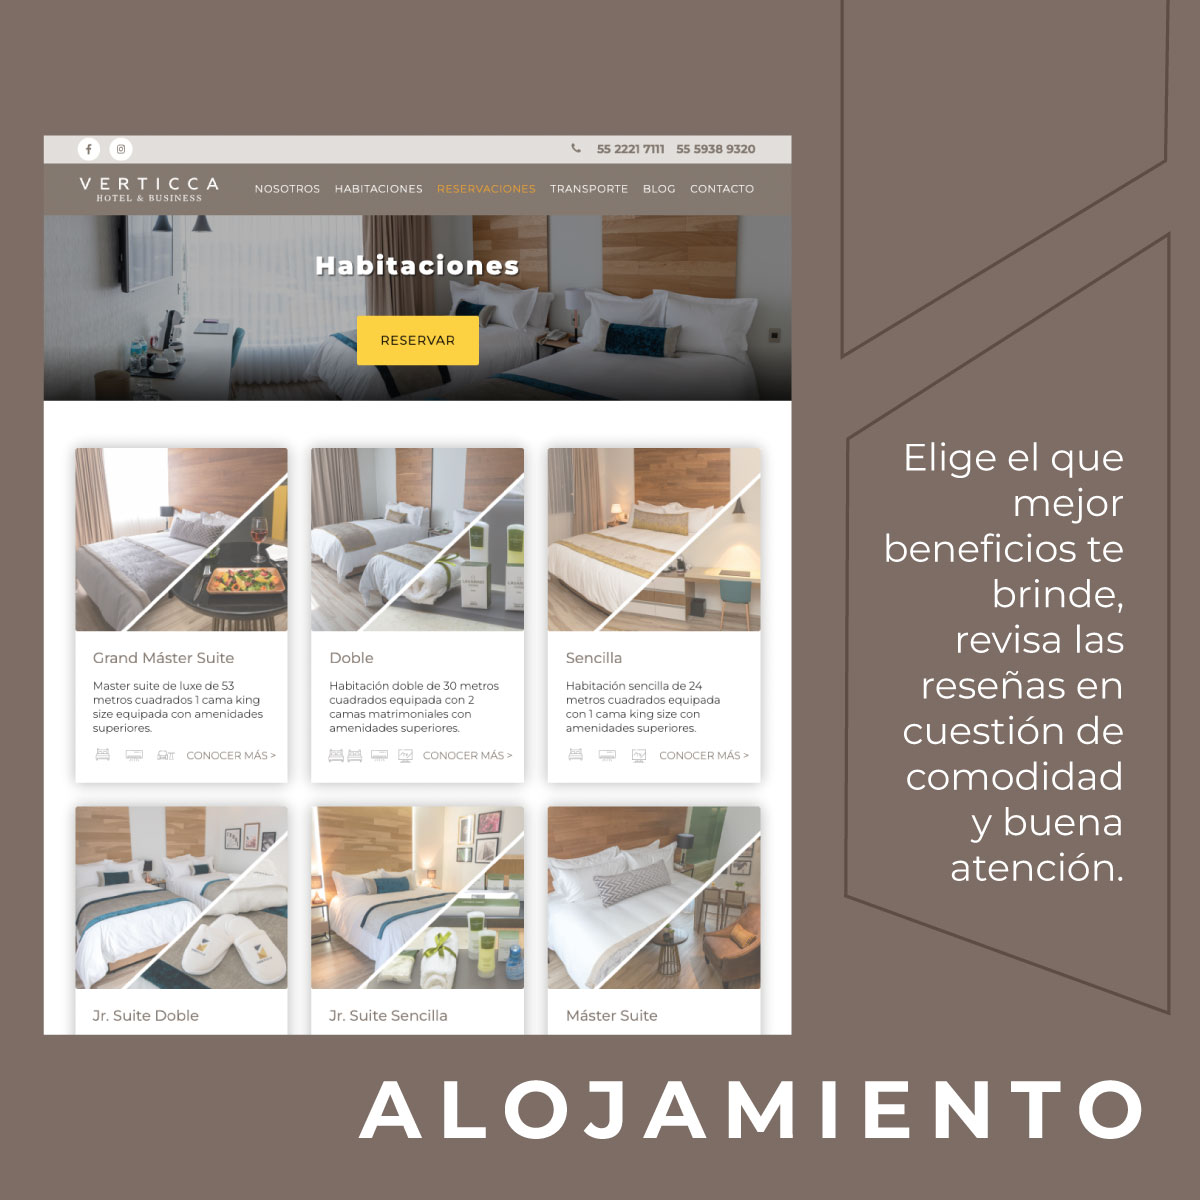 55 2221 7111 55 5938 9320
VERTICCA
HOTEL & BUSINESS
NOSOTROS HABITACIONES RESERVACIONES TRANSPORTE BLOG CONTACTO
Habitaciones
RESERVAR
Grand Máster Suite
Master suite de luxe de 53
metros cuadrados 1 cama king
size equipada con amenidades
superiores.
CONOCER MÁS >
Doble
Habitación doble de 30 metros
cuadrados equipada con 2
camas matrimoniales con
amenidades superiores.
CONOCER MÁS >
Sencilla
Habitación sencilla de 24
metros cuadrados equipada
con 1 cama king size con
amenidades superiores.
CONOCER MÁS >
Jr. Suite Doble
Jr. Suite Sencilla
Máster Suite
Elige el que
mejor
beneficios te
brinde,
revisa las
reseñas en
cuestión de
comodidad
y buena
atención.
ALOJAMIENTO